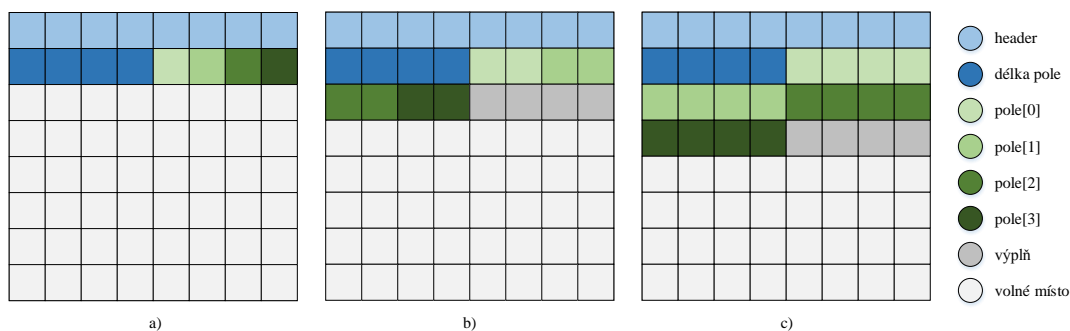 header
délka pole
pole[0]
pole[1]
pole[2]
pole[3]
výplň
volné místo
a)
b)
c)